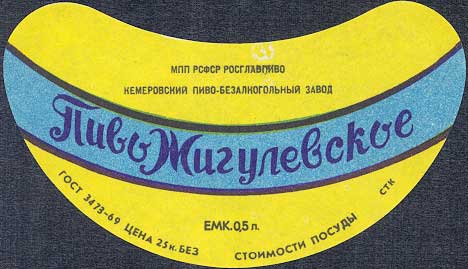 МПП РСФСР РОСГЛАВПИВО
КЕМЕРОВСКИЙ ПИВО-БЕЗАЛКОГОЛЬНЫЙ ЗАВОД
Пиво Жигулевское
ЕМК. 0,5 л.
ГОСТ 3473-69 ЦЕНА 25 к. БЕЗ СТОИМОСТИ ПОСУДЫ СТК